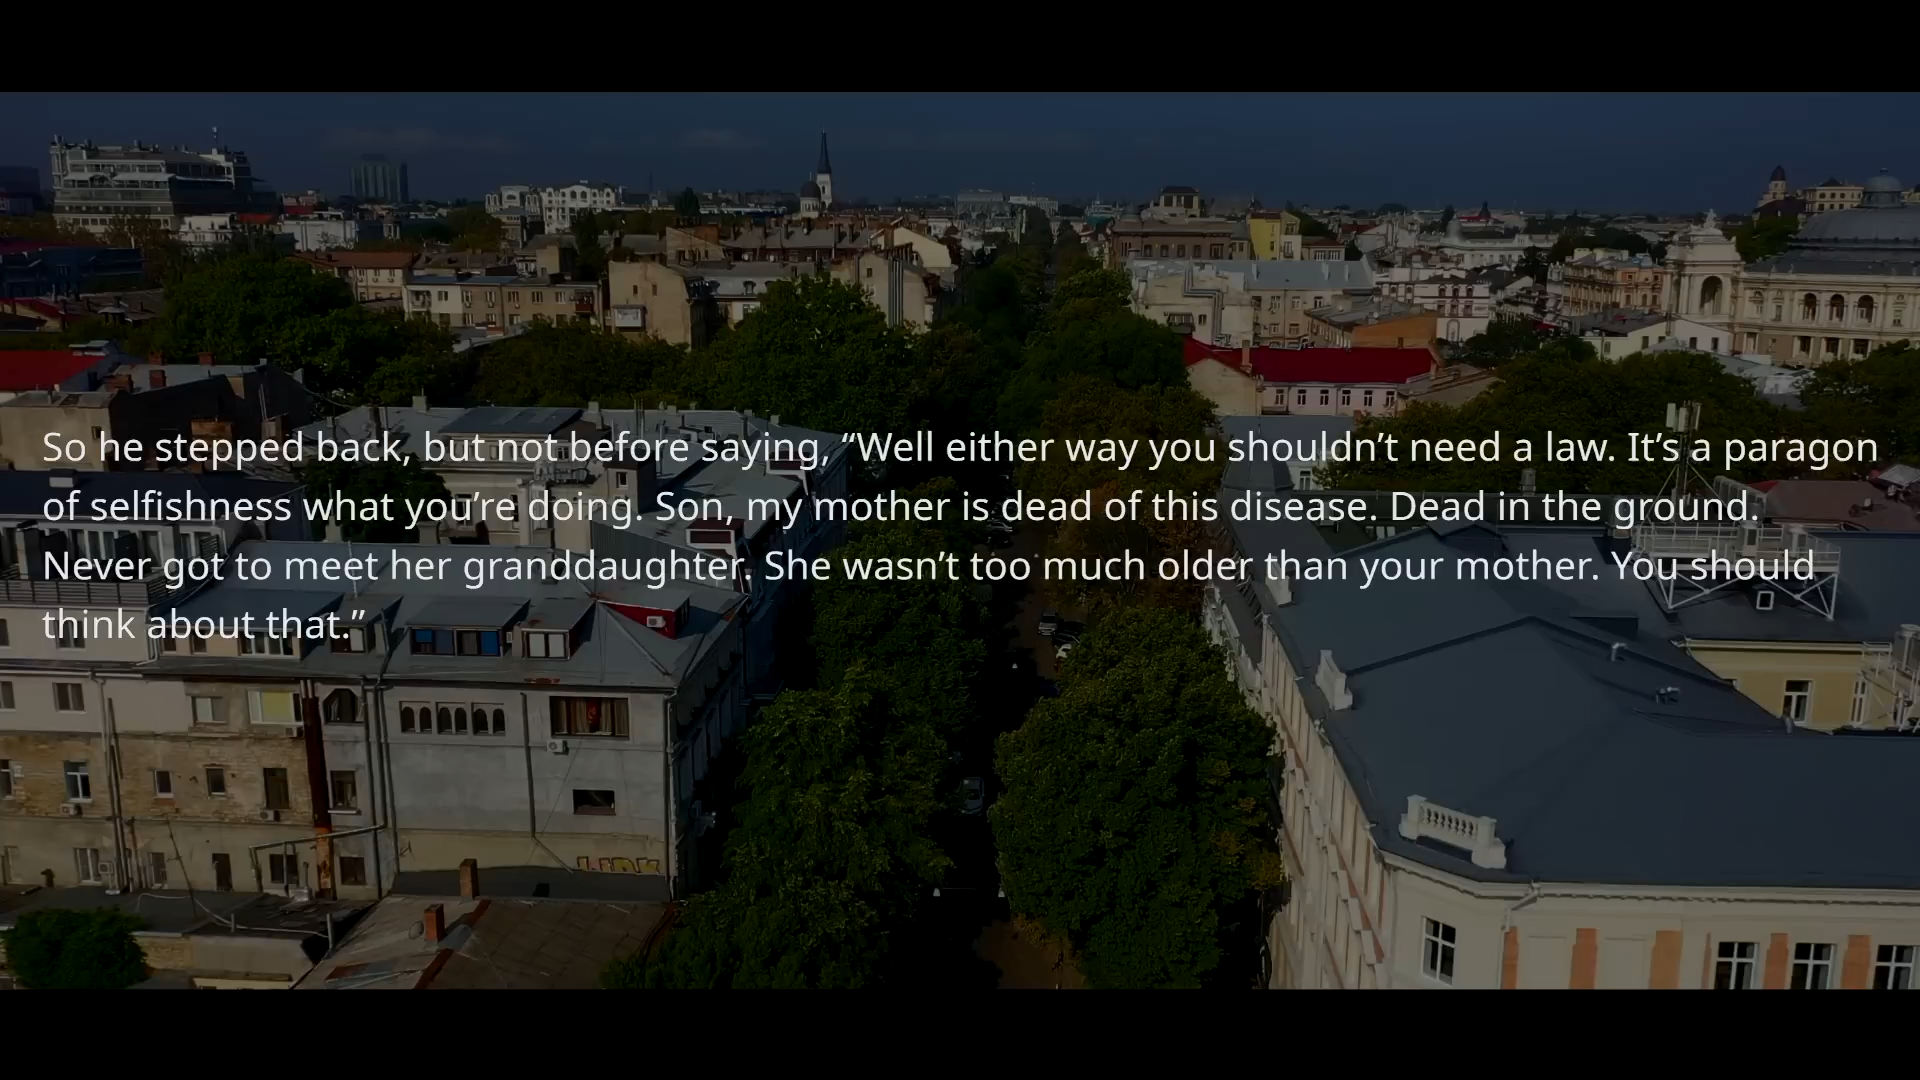 So he stepped back, but not before saying, “Well either way you shouldn’t need a law. It’s a paragon
of selfishness what you’re doing. Son, my mother is dead of this disease. Dead in the ground.
Never got to meet her granddaughter. She wasn’t too much older than your mother. You should
think about that.”